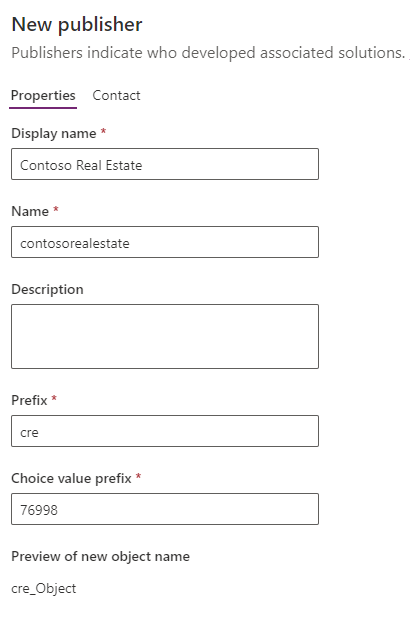 New publisher
Publishers indicate who developed associated solutions.
Properties Contact
Display name *
Contoso Real Estate
Name *
contosorealestate
Description
Prefix *
cre
Choice value prefix *
76998
Preview of new object name
cre_Object